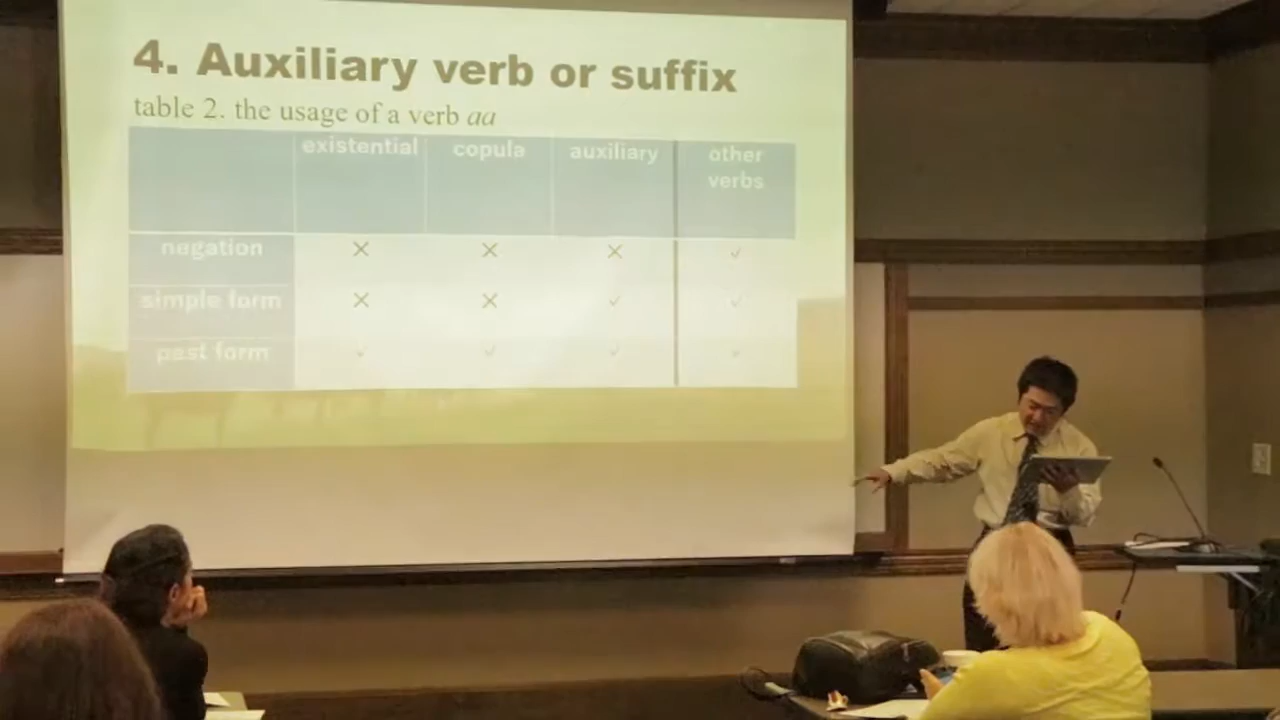 4. Auxiliary verb or suffix
table 2. the usage of a verb aa
existential copula auxiliary other verbs
negation × × × ✓
simple form × × ✓ ✓
past form ✓ ✓ ✓ ✓